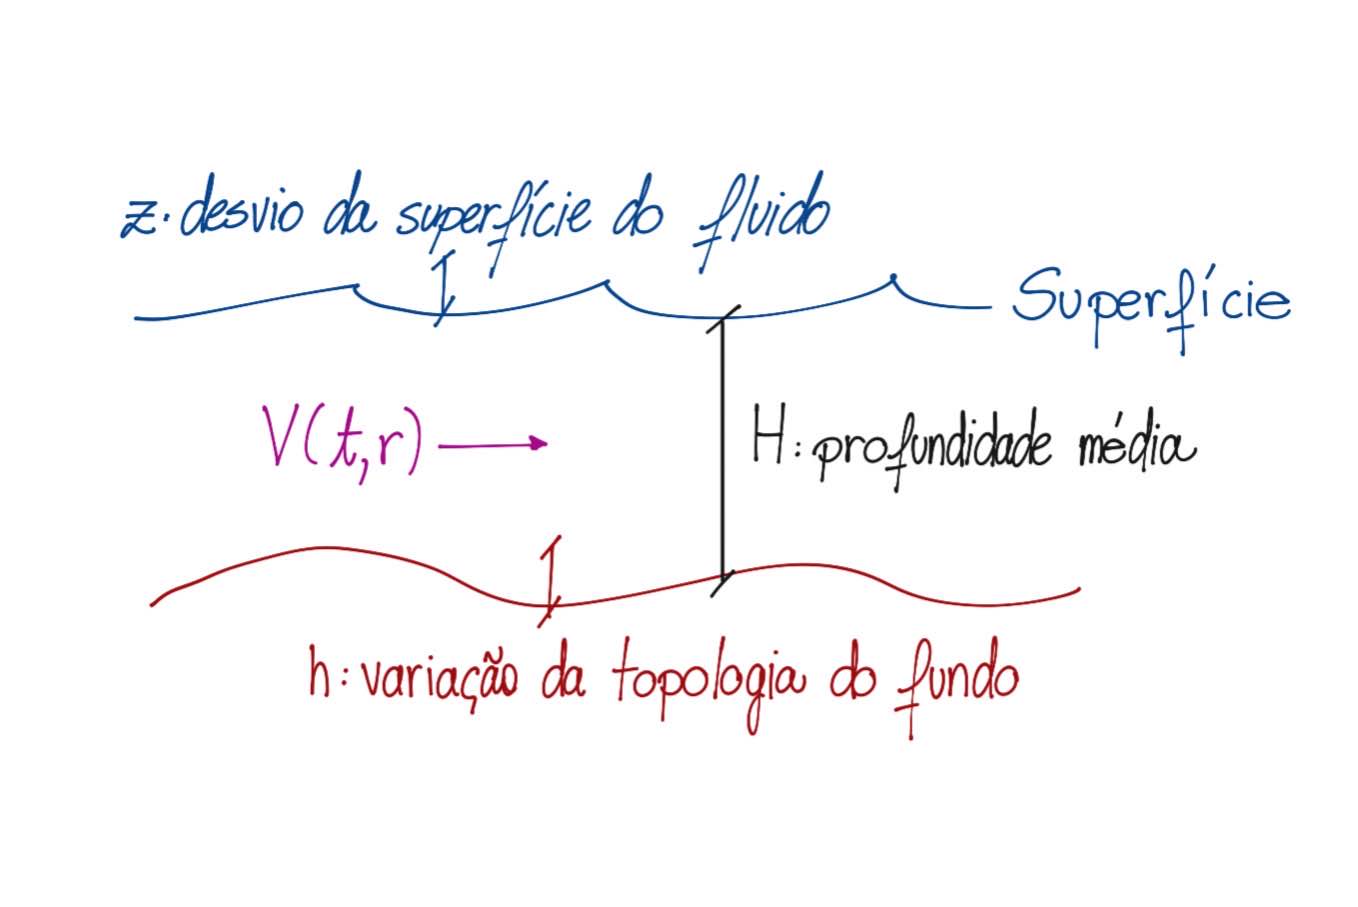 z. desvio da superfície do fluido
Superfície
V(t,r)
H: profundidade média
h: variação da topologia do fundo